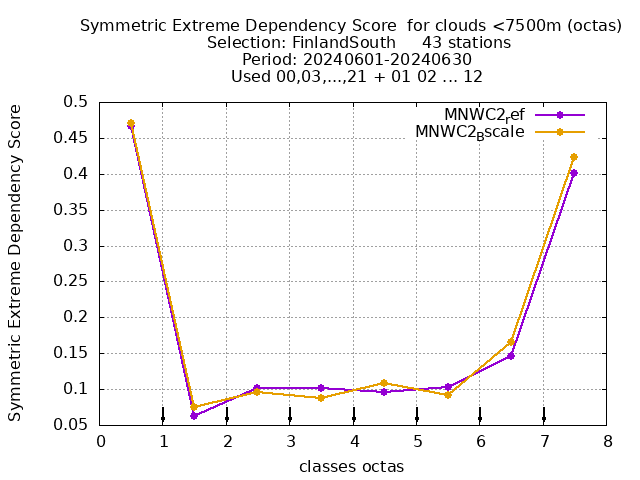 Symmetric Extreme Dependency Score  for clouds <7500m (octas)
Selection: FinlandSouth     43 stations
Period: 20240601-20240630
Used 00,03,...,21 + 01 02 ... 12
MNWC2ref
MNWC2Bscale
Symmetric Extreme Dependency Score
0.5
0.45
0.4
0.35
0.3
0.25
0.2
0.15
0.1
0.05
0 1 2 3 4 5 6 7 8
classes octas